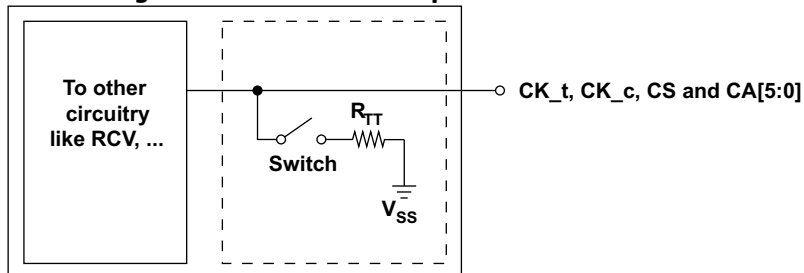 To other
circuitry
like RCV, ...
CK_t, CK_c, CS and CA[5:0]
RTT
Switch
VSS